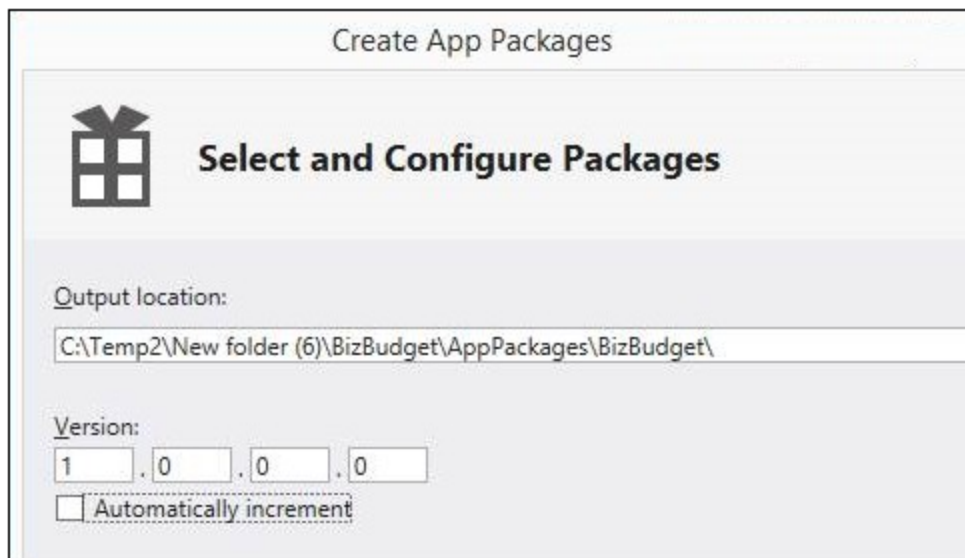 Create App Packages
Select and Configure Packages
Output location:
C:\Temp2\New folder (6)\BizBudget\AppPackages\BizBudget\
Version:
1 . 0 . 0 . 0
Automatically increment